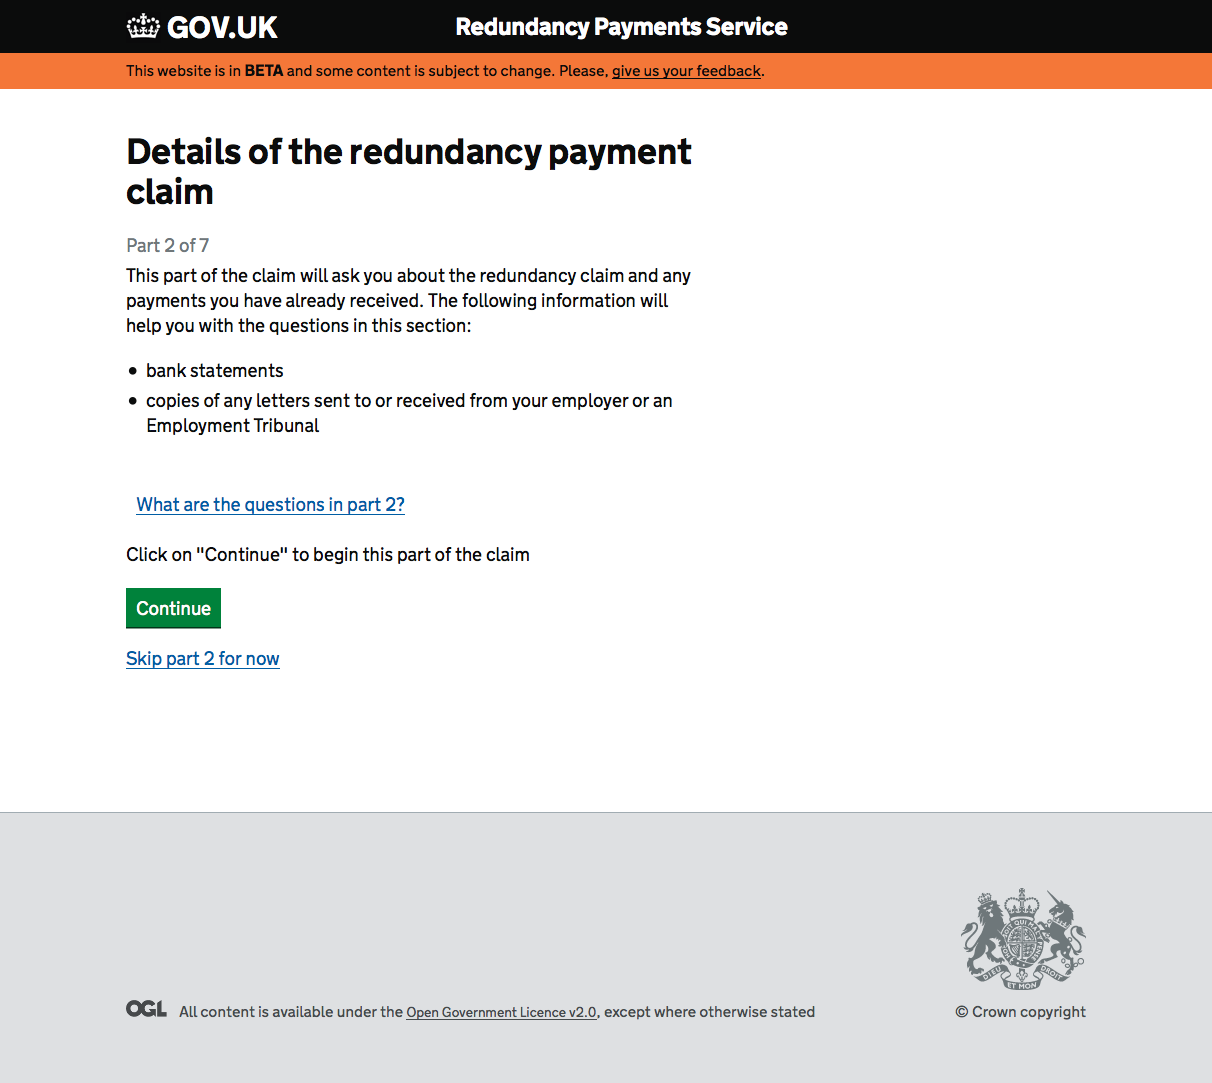 GOV.UK
Redundancy Payments Service
This website is in BETA and some content is subject to change. Please, give us your feedback.
Details of the redundancy payment
claim
Part 2 of 7
This part of the claim will ask you about the redundancy claim and any
payments you have already received. The following information will
help you with the questions in this section:
• bank statements
• copies of any letters sent to or received from your employer or an
Employment Tribunal
What are the questions in part 2?
Click on "Continue" to begin this part of the claim
Continue
Skip part 2 for now
DIEU ET MON DROIT
OGL All content is available under the Open Government Licence v2.0, except where otherwise stated
© Crown copyright